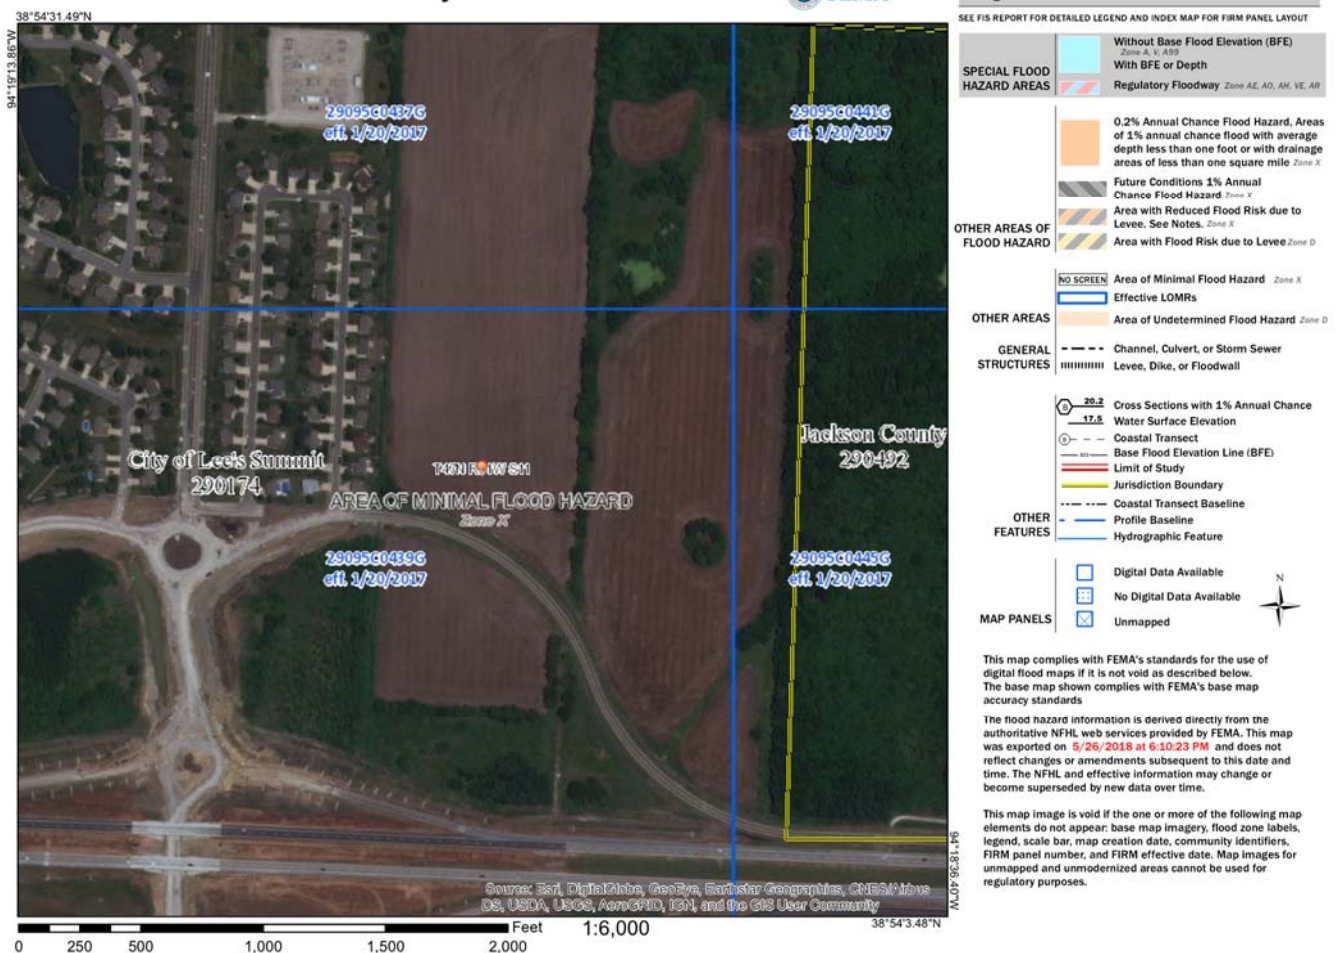 38°54'31.49"N
94°19'13.86"W
29095C0437G
eff. 1/20/2017
29095C0441G
eff. 1/20/2017
City of Lee's Summit
290174
AREA OF MINIMAL FLOOD HAZARD
Zone X
Jackson County
290492
29095C0439G
eff. 1/20/2017
29095C0445G
eff. 1/20/2017
Source: Esri, DigitalGlobe, GeoEye, Earthstar Geographics, CNES/Airbus
DS, USDA, USGS, AeroGRID, IGN, and the GIS User Community
94°18'36.40"W
38°54'3.48"N
Feet
1:6,000
0 250 500 1,000 1,500 2,000
SEE FIS REPORT FOR DETAILED LEGEND AND INDEX MAP FOR FIRM PANEL LAYOUT
SPECIAL FLOOD
HAZARD AREAS
Without Base Flood Elevation (BFE)
Zone A, V, A99
With BFE or Depth
Regulatory Floodway Zone AE, AO, AH, VE, AR
OTHER AREAS OF
FLOOD HAZARD
0.2% Annual Chance Flood Hazard, Areas
of 1% annual chance flood with average
depth less than one foot or with drainage
areas of less than one square mile Zone X
Future Conditions 1% Annual
Chance Flood Hazard Zone X
Area with Reduced Flood Risk due to
Levee. See Notes. Zone X
Area with Flood Risk due to Levee Zone D
OTHER AREAS
NO SCREEN Area of Minimal Flood Hazard Zone X
Effective LOMRs
Area of Undetermined Flood Hazard Zone D
GENERAL
STRUCTURES
Channel, Culvert, or Storm Sewer
Levee, Dike, or Floodwall
OTHER
FEATURES
B 20.2 Cross Sections with 1% Annual Chance
17.5 Water Surface Elevation
8 Coastal Transect
513 Base Flood Elevation Line (BFE)
Limit of Study
Jurisdiction Boundary
Coastal Transect Baseline
Profile Baseline
Hydrographic Feature
MAP PANELS
Digital Data Available
No Digital Data Available
Unmapped
N
This map complies with FEMA's standards for the use of
digital flood maps if it is not void as described below.
The base map shown complies with FEMA's base map
accuracy standards
The flood hazard information is derived directly from the
authoritative NFHL web services provided by FEMA. This map
was exported on 5/26/2018 at 6:10:23 PM and does not
reflect changes or amendments subsequent to this date and
time. The NFHL and effective information may change or
become superseded by new data over time.
This map image is void if the one or more of the following map
elements do not appear: base map imagery, flood zone labels,
legend, scale bar, map creation date, community identifiers,
FIRM panel number, and FIRM effective date. Map images for
unmapped and unmodernized areas cannot be used for
regulatory purposes.